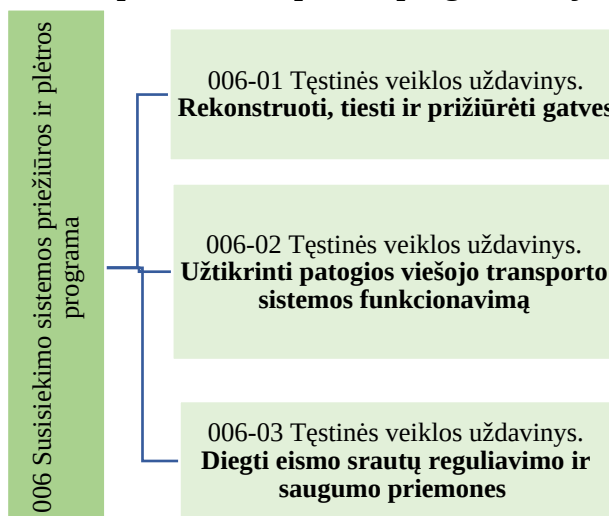 006 Susisiekimo sistemos priežiūros ir plėtros
programa
006-01 Tęstinės veiklos uždavinys.
Rekonstruoti, tiesti ir prižiūrėti gatves
006-02 Tęstinės veiklos uždavinys.
Užtikrinti patogios viešojo transporto
sistemos funkcionavimą
006-03 Tęstinės veiklos uždavinys.
Diegti eismo srautų reguliavimo ir
saugumo priemones